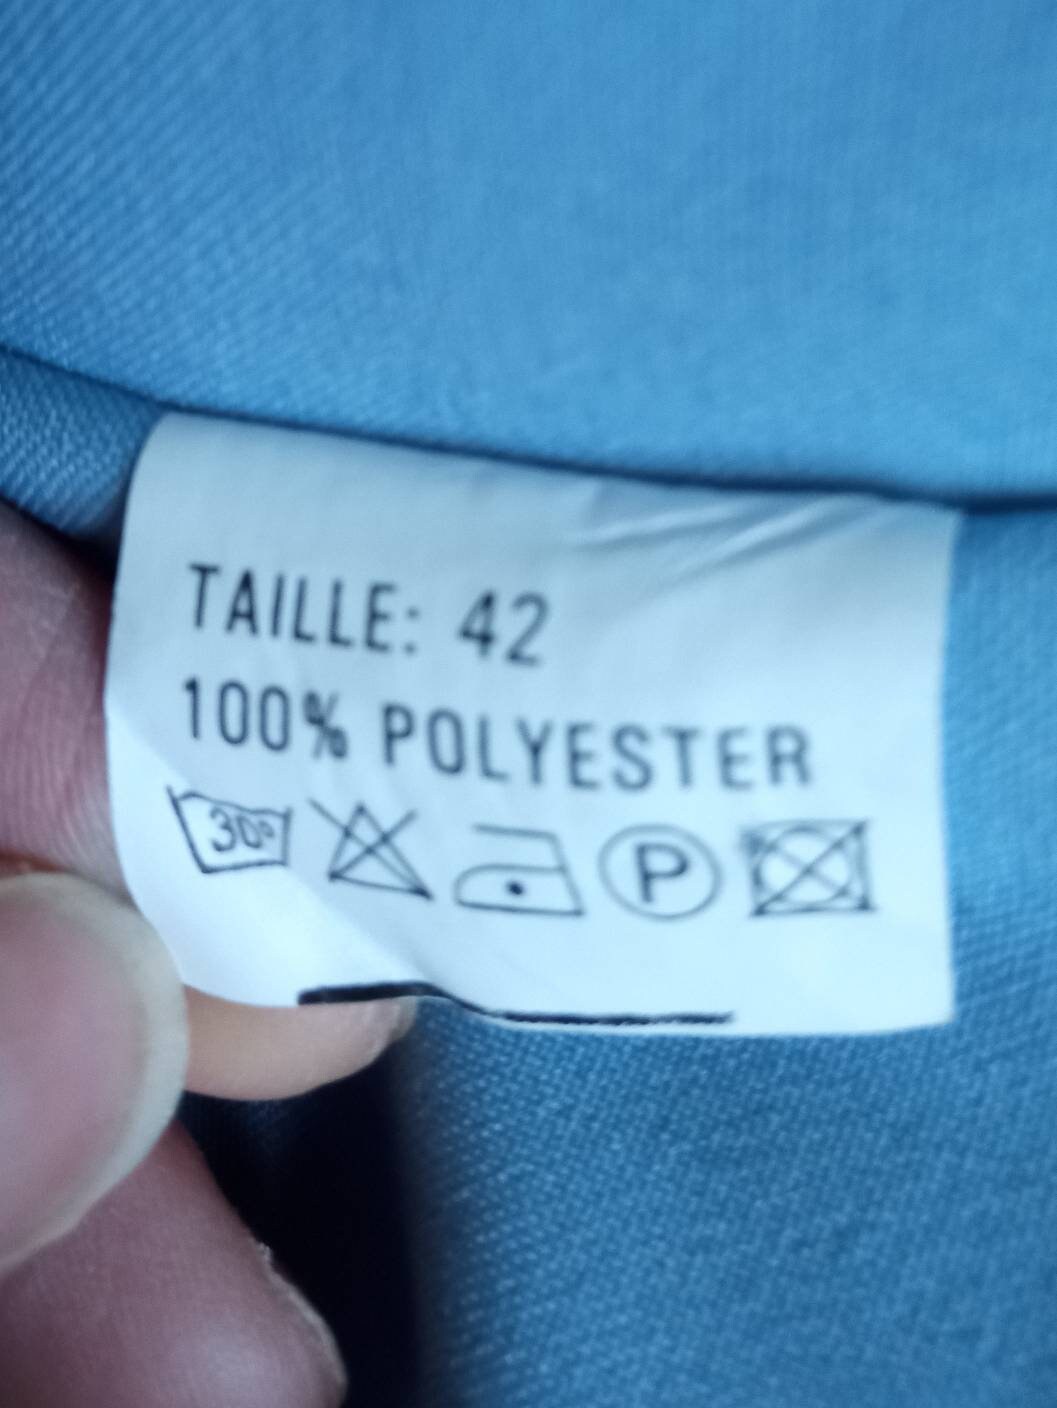 TAILLE: 42
100% POLYESTER
30° P